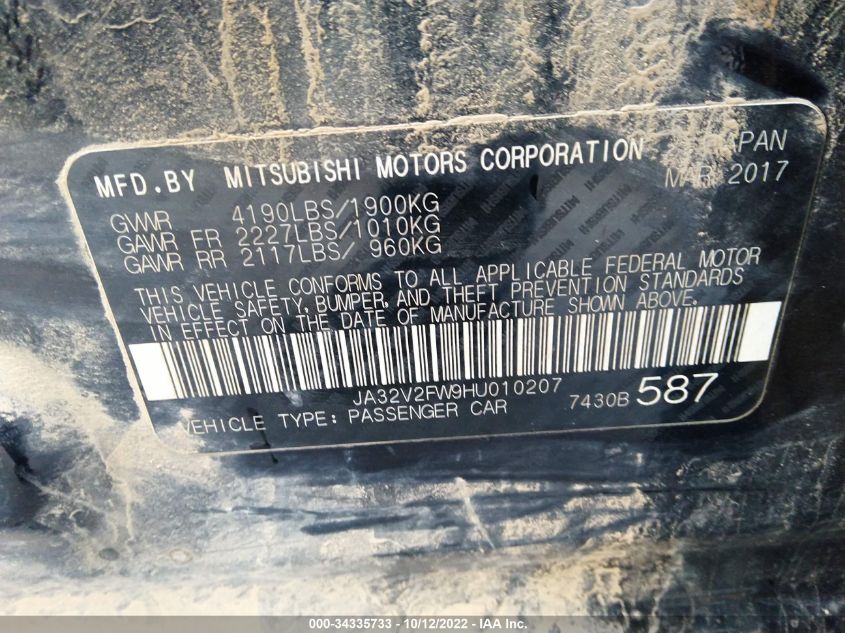 MFD.BY MITSUBISHI MOTORS CORPORATION JAPAN
MAR 2017
GVWR 4190LBS/1900KG
GAWR FR 2227LBS/1010KG
GAWR RR 2117LBS/ 960KG
THIS VEHICLE CONFORMS TO ALL APPLICABLE FEDERAL MOTOR
VEHICLE SAFETY, BUMPER, AND THEFT PREVENTION STANDARDS
IN EFFECT ON THE DATE OF MANUFACTURE SHOWN ABOVE.
JA32V2FW9HU010207
7430B 587
VEHICLE TYPE: PASSENGER CAR
000-34335733 - 10/12/2022 - IAA Inc.